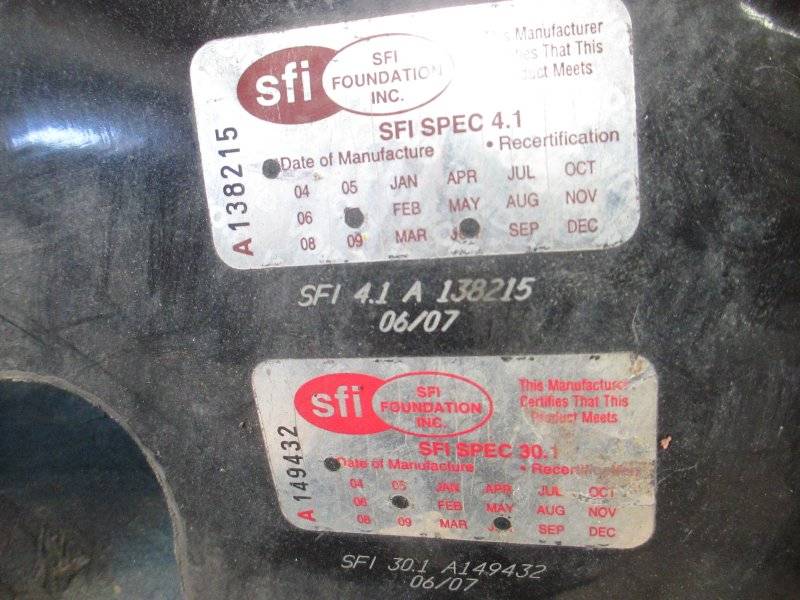 sfi
SFI
FOUNDATION
INC.
Manufacturer
es That This
duct Meets
SFI SPEC 4.1
Date of Manufacture • Recertification
04 05 JAN APR JUL OCT
06 FEB MAY AUG NOV
08 09 MAR SEP DEC
A 138215
SFI 4.1 A 138215
06/07
sfi
SFI
FOUNDATION
INC.
This Manufacturer
Certifies That This
Product Meets
SFI SPEC 30.1
Date of Manufacture • Recertification
04 05 JAN APR JUL OCT
06 FEB MAY AUG NOV
08 09 MAR SEP DEC
A 149432
SFI 30.1 A149432
06/07